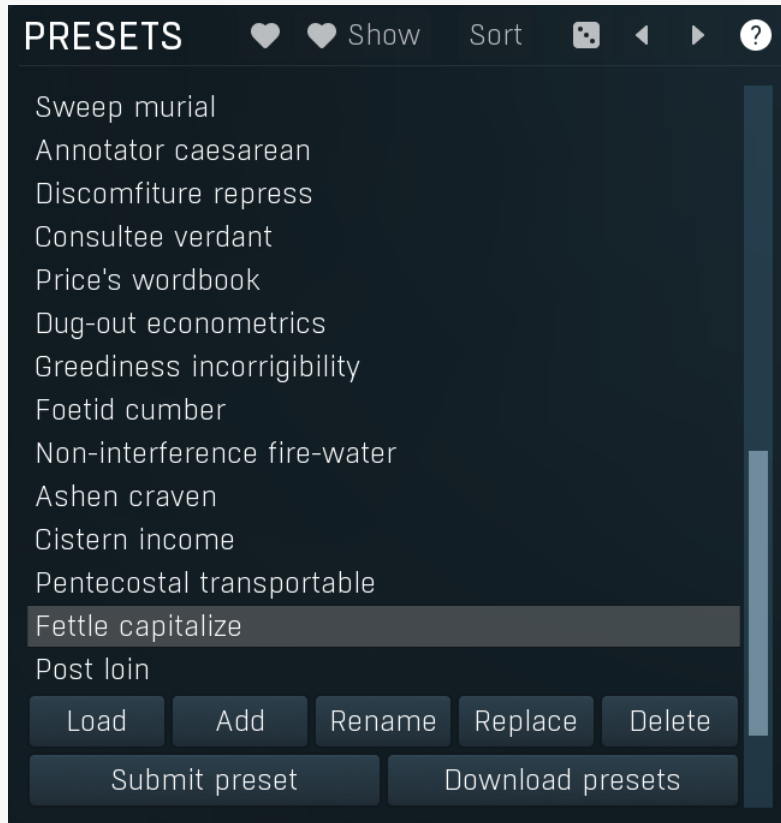 PRESETS Show Sort ?
Sweep murial
Annotator caesarean
Discomfiture repress
Consultee verdant
Price's wordbook
Dug-out econometrics
Greediness incorrigibility
Foetid cumber
Non-interference fire-water
Ashen craven
Cistern income
Pentecostal transportable
Fettle capitalize
Post loin
Load Add Rename Replace Delete
Submit preset Download presets